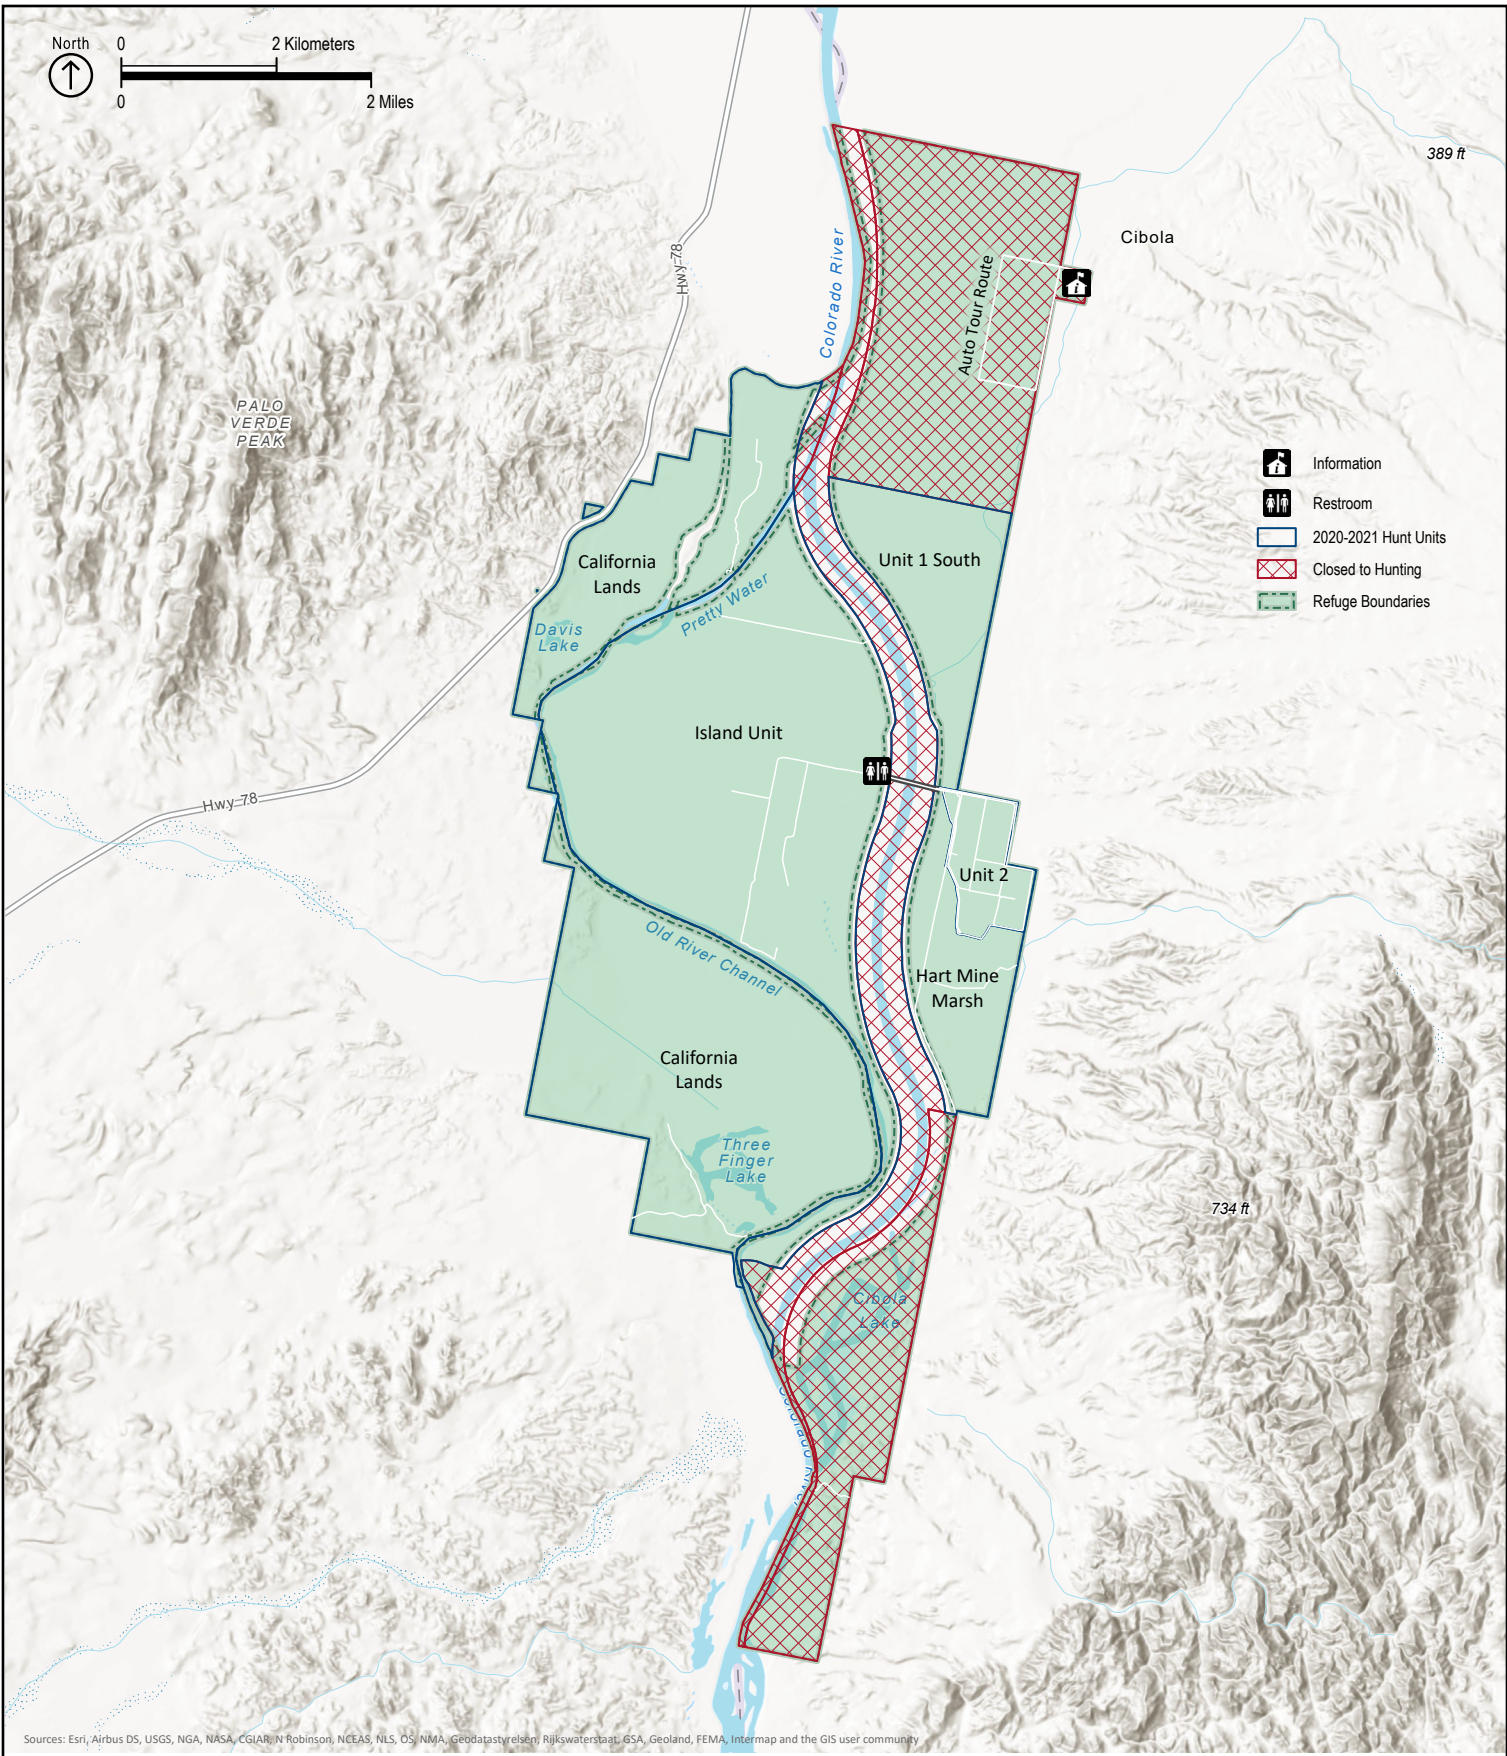 North
0
2 Kilometers
0
2 Miles
389 ft
Cibola
Hwy 78
Colorado River
Auto Tour Route
PALO
VERDE
PEAK
Information
Restroom
2020-2021 Hunt Units
Closed to Hunting
Refuge Boundaries
California
Lands
Unit 1 South
Pretty Water
Davis
Lake
Island Unit
Hwy 78
Unit 2
Old River Channel
Hart Mine
Marsh
California
Lands
Three
Finger
Lake
734 ft
Cibola
Lake
Colorado River
Sources: Esri, Airbus DS, USGS, NGA, NASA, CGIAR, N Robinson, NCEAS, NLS, OS, NMA, Geodatastyrelsen, Rijkswaterstaat, GSA, Geoland, FEMA, Intermap and the GIS user community